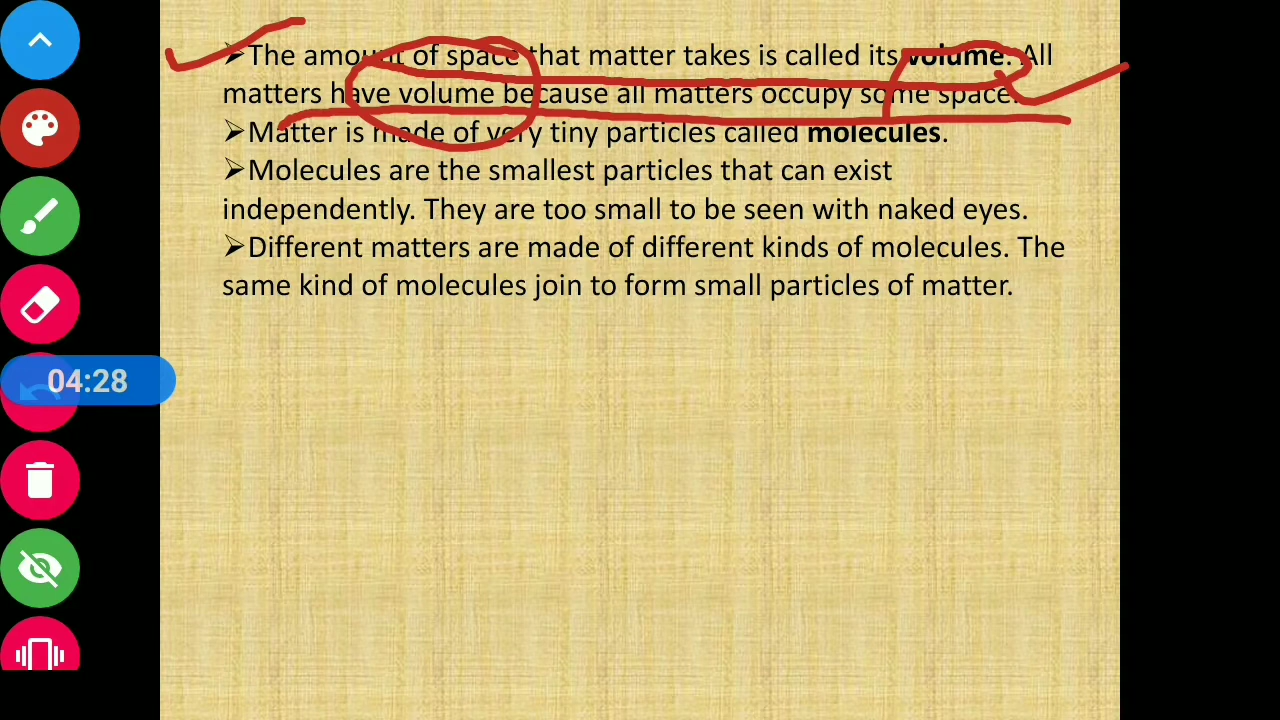 ➢The amount of space that matter takes is called its volume. All
matters have volume because all matters occupy some space.
➢Matter is made of very tiny particles called molecules.
➢Molecules are the smallest particles that can exist
independently. They are too small to be seen with naked eyes.
➢Different matters are made of different kinds of molecules. The
same kind of molecules join to form small particles of matter.
04:28